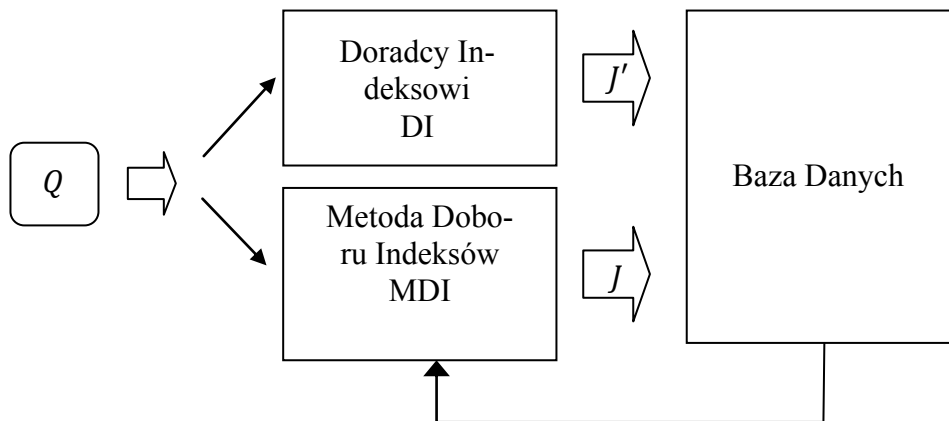 Q
Doradcy In-
deksowi
DI
J′
Metoda Dobo-
ru Indeksów
MDI
J
Baza Danych